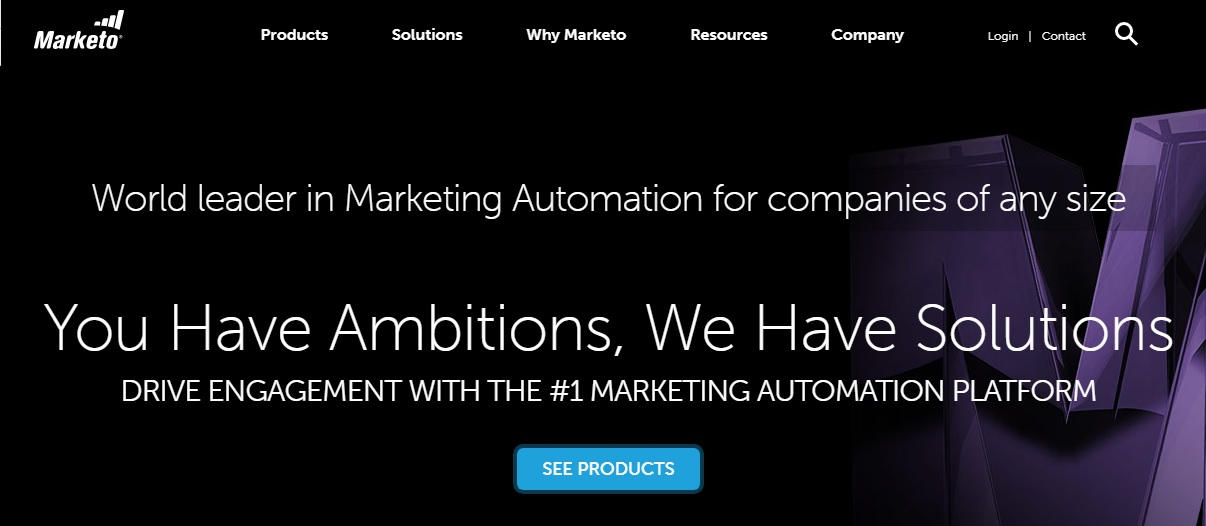 Marketo
Products
Solutions
Why Marketo
Resources
Company
Login | Contact
World leader in Marketing Automation for companies of any size
You Have Ambitions, We Have Solutions
DRIVE ENGAGEMENT WITH THE #1 MARKETING AUTOMATION PLATFORM
SEE PRODUCTS